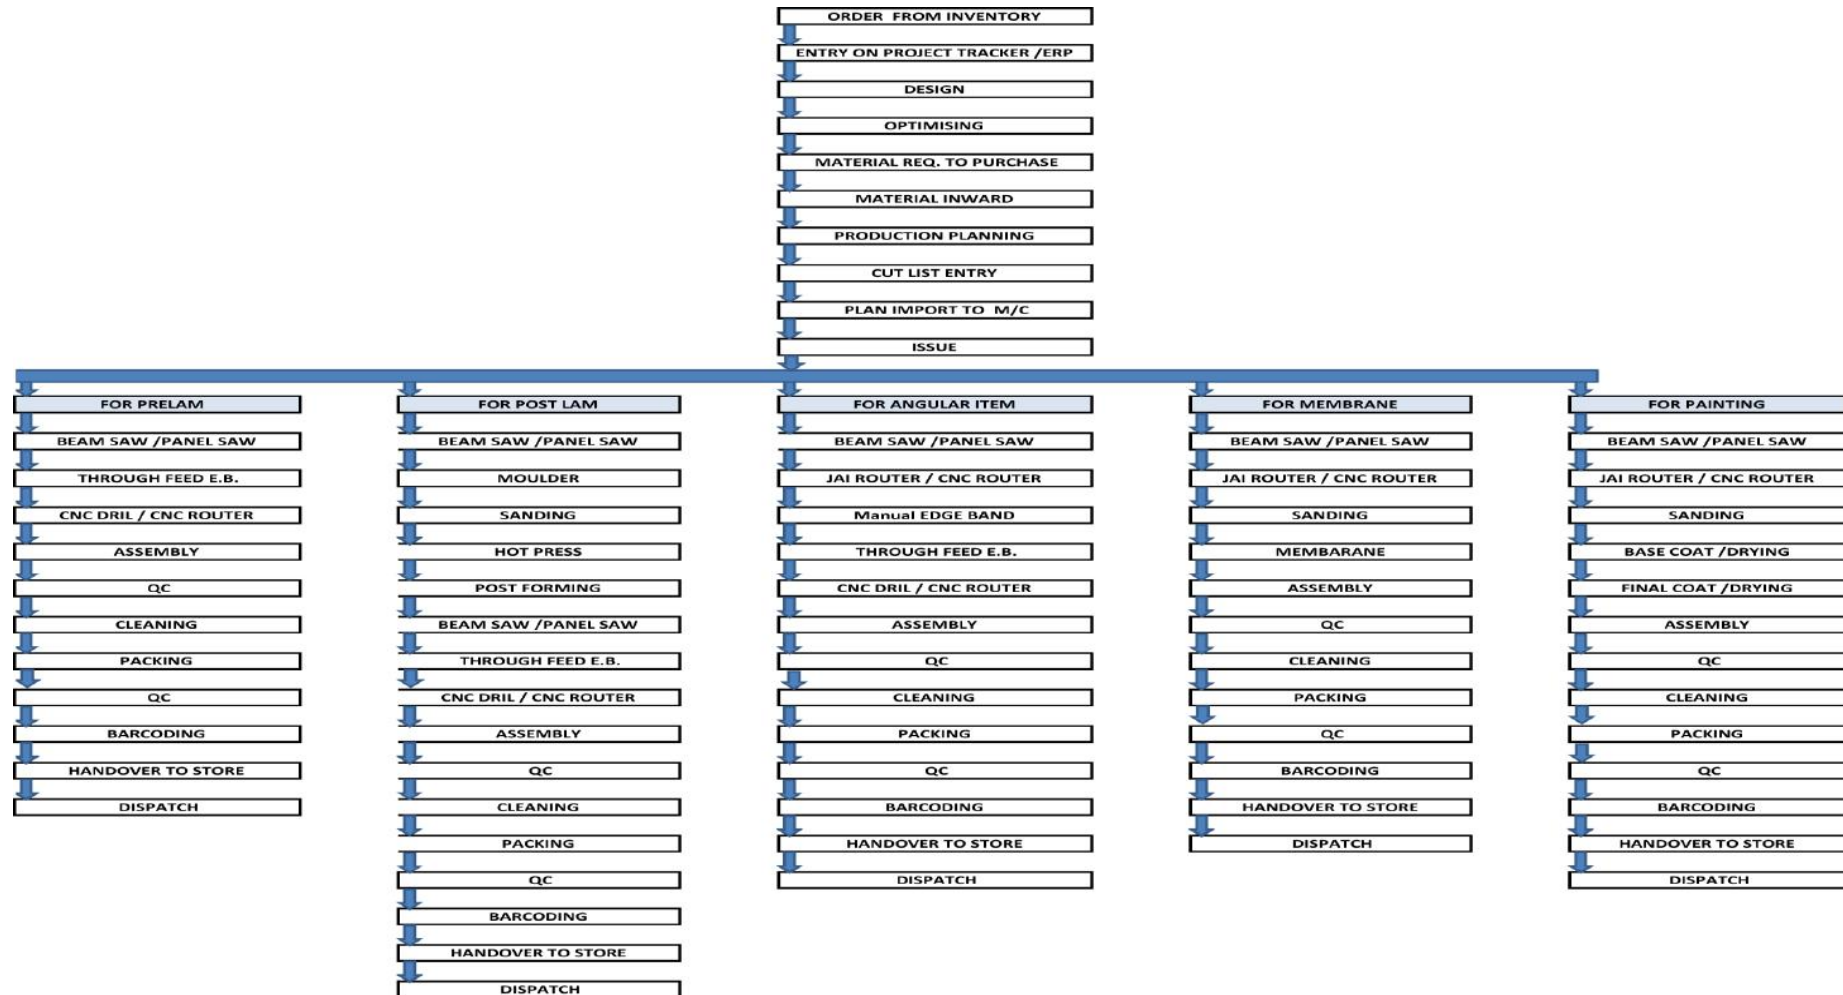 ORDER FROM INVENTORY
ENTRY ON PROJECT TRACKER /ERP
DESIGN
OPTIMISING
MATERIAL REQ. TO PURCHASE
MATERIAL INWARD
PRODUCTION PLANNING
CUT LIST ENTRY
PLAN IMPORT TO M/C
ISSUE
FOR PRELAM
BEAM SAW /PANEL SAW
THROUGH FEED E.B.
CNC DRIL / CNC ROUTER
ASSEMBLY
QC
CLEANING
PACKING
QC
BARCODING
HANDOVER TO STORE
DISPATCH
FOR POST LAM
BEAM SAW /PANEL SAW
MOULDER
SANDING
HOT PRESS
POST FORMING
BEAM SAW /PANEL SAW
THROUGH FEED E.B.
CNC DRIL / CNC ROUTER
ASSEMBLY
QC
CLEANING
PACKING
QC
BARCODING
HANDOVER TO STORE
DISPATCH
FOR ANGULAR ITEM
BEAM SAW /PANEL SAW
JAI ROUTER / CNC ROUTER
Manual EDGE BAND
THROUGH FEED E.B.
CNC DRIL / CNC ROUTER
ASSEMBLY
QC
CLEANING
PACKING
QC
BARCODING
HANDOVER TO STORE
DISPATCH
FOR MEMBRANE
BEAM SAW /PANEL SAW
JAI ROUTER / CNC ROUTER
SANDING
MEMBARANE
ASSEMBLY
QC
CLEANING
PACKING
QC
BARCODING
HANDOVER TO STORE
DISPATCH
FOR PAINTING
BEAM SAW /PANEL SAW
JAI ROUTER / CNC ROUTER
SANDING
BASE COAT /DRYING
FINAL COAT /DRYING
ASSEMBLY
QC
CLEANING
PACKING
QC
BARCODING
HANDOVER TO STORE
DISPATCH